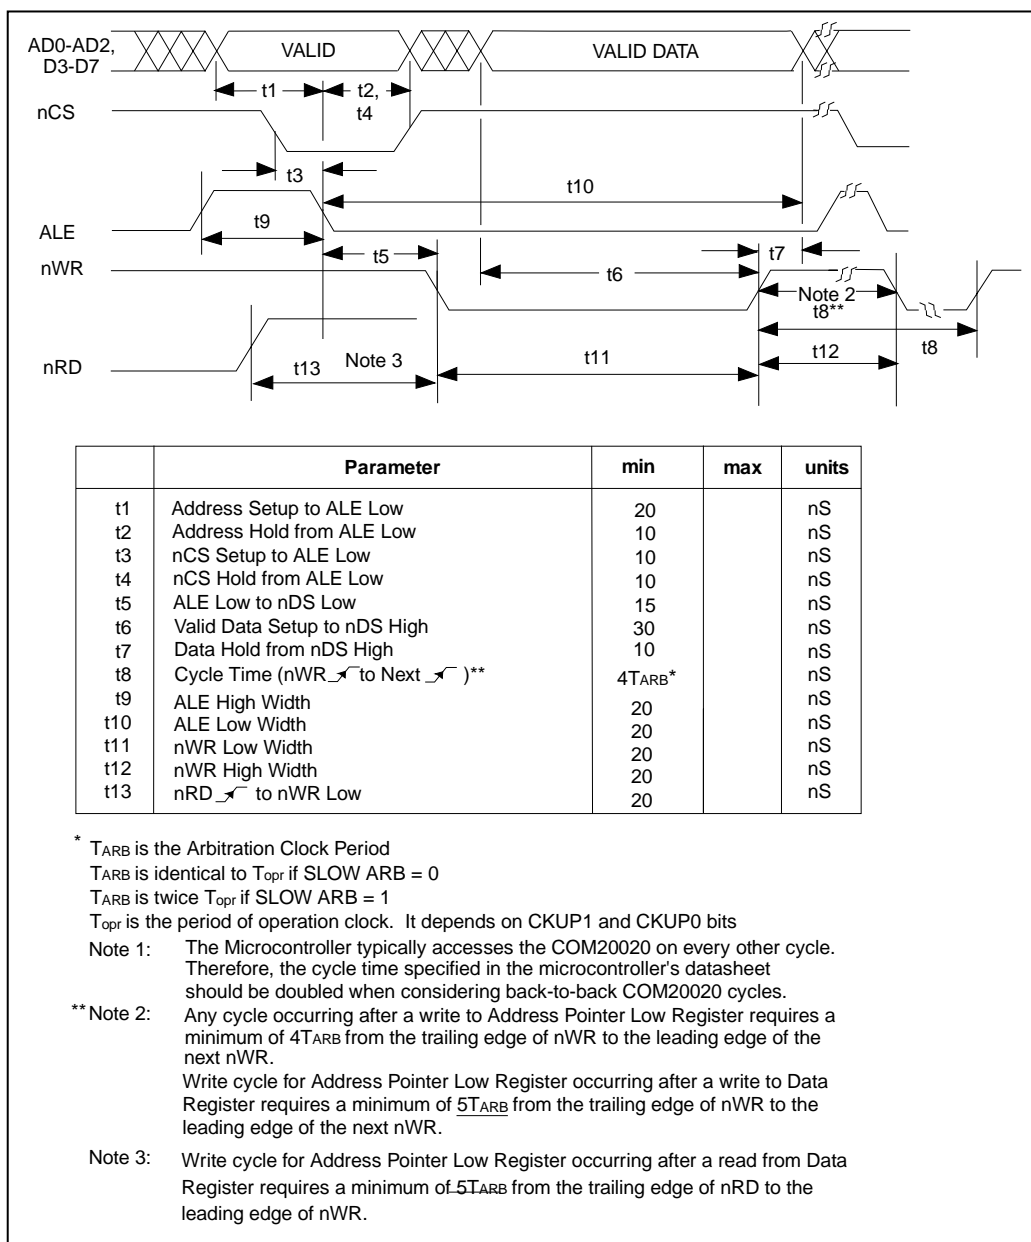 AD0-AD2,
D3-D7
VALID
VALID DATA
t1
t2,
t4
nCS
t3
t10
t9
ALE
t5
t7
nWR
t6
Note 2
t8**
t8
nRD
t13
Note 3
t11
t12
Parameter min max units
t1 Address Setup to ALE Low 20 nS
t2 Address Hold from ALE Low 10 nS
t3 nCS Setup to ALE Low 10 nS
t4 nCS Hold from ALE Low 10 nS
t5 ALE Low to nDS Low 15 nS
t6 Valid Data Setup to nDS High 30 nS
t7 Data Hold from nDS High 10 nS
t8 Cycle Time (nWR to Next )** 4TARB* nS
t9 ALE High Width 20 nS
t10 ALE Low Width 20 nS
t11 nWR Low Width 20 nS
t12 nWR High Width 20 nS
t13 nRD to nWR Low 20 nS
* TARB is the Arbitration Clock Period
TARB is identical to Topr if SLOW ARB = 0
TARB is twice Topr if SLOW ARB = 1
Topr is the period of operation clock. It depends on CKUP1 and CKUP0 bits
Note 1: The Microcontroller typically accesses the COM20020 on every other cycle.
Therefore, the cycle time specified in the microcontroller's datasheet
should be doubled when considering back-to-back COM20020 cycles.
**Note 2: Any cycle occurring after a write to Address Pointer Low Register requires a
minimum of 4TARB from the trailing edge of nWR to the leading edge of the
next nWR.
Write cycle for Address Pointer Low Register occurring after a write to Data
Register requires a minimum of 5TARB from the trailing edge of nWR to the
leading edge of the next nWR.
Note 3: Write cycle for Address Pointer Low Register occurring after a read from Data
Register requires a minimum of 5TARB from the trailing edge of nRD to the
leading edge of nWR.